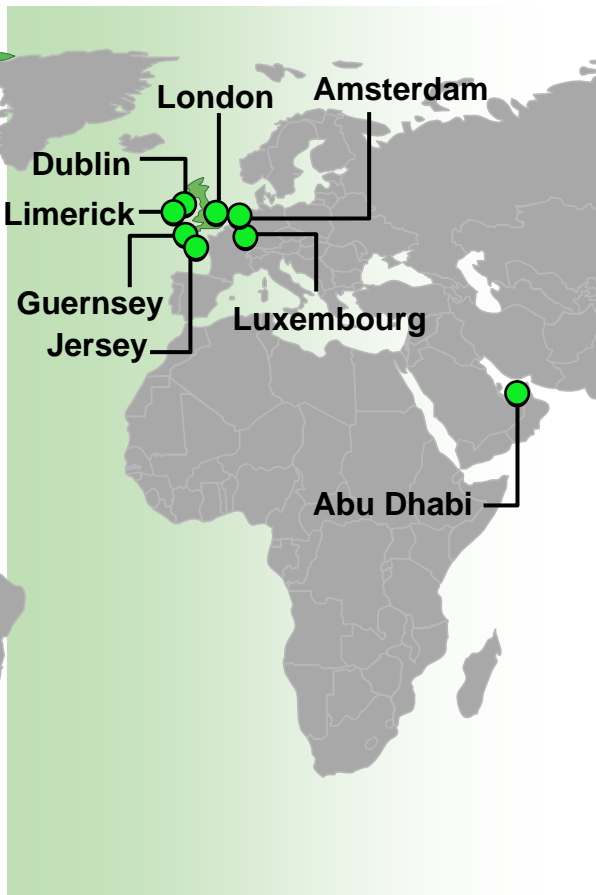 London
Amsterdam
Dublin
Limerick
Guernsey
Jersey
Luxembourg
Abu Dhabi